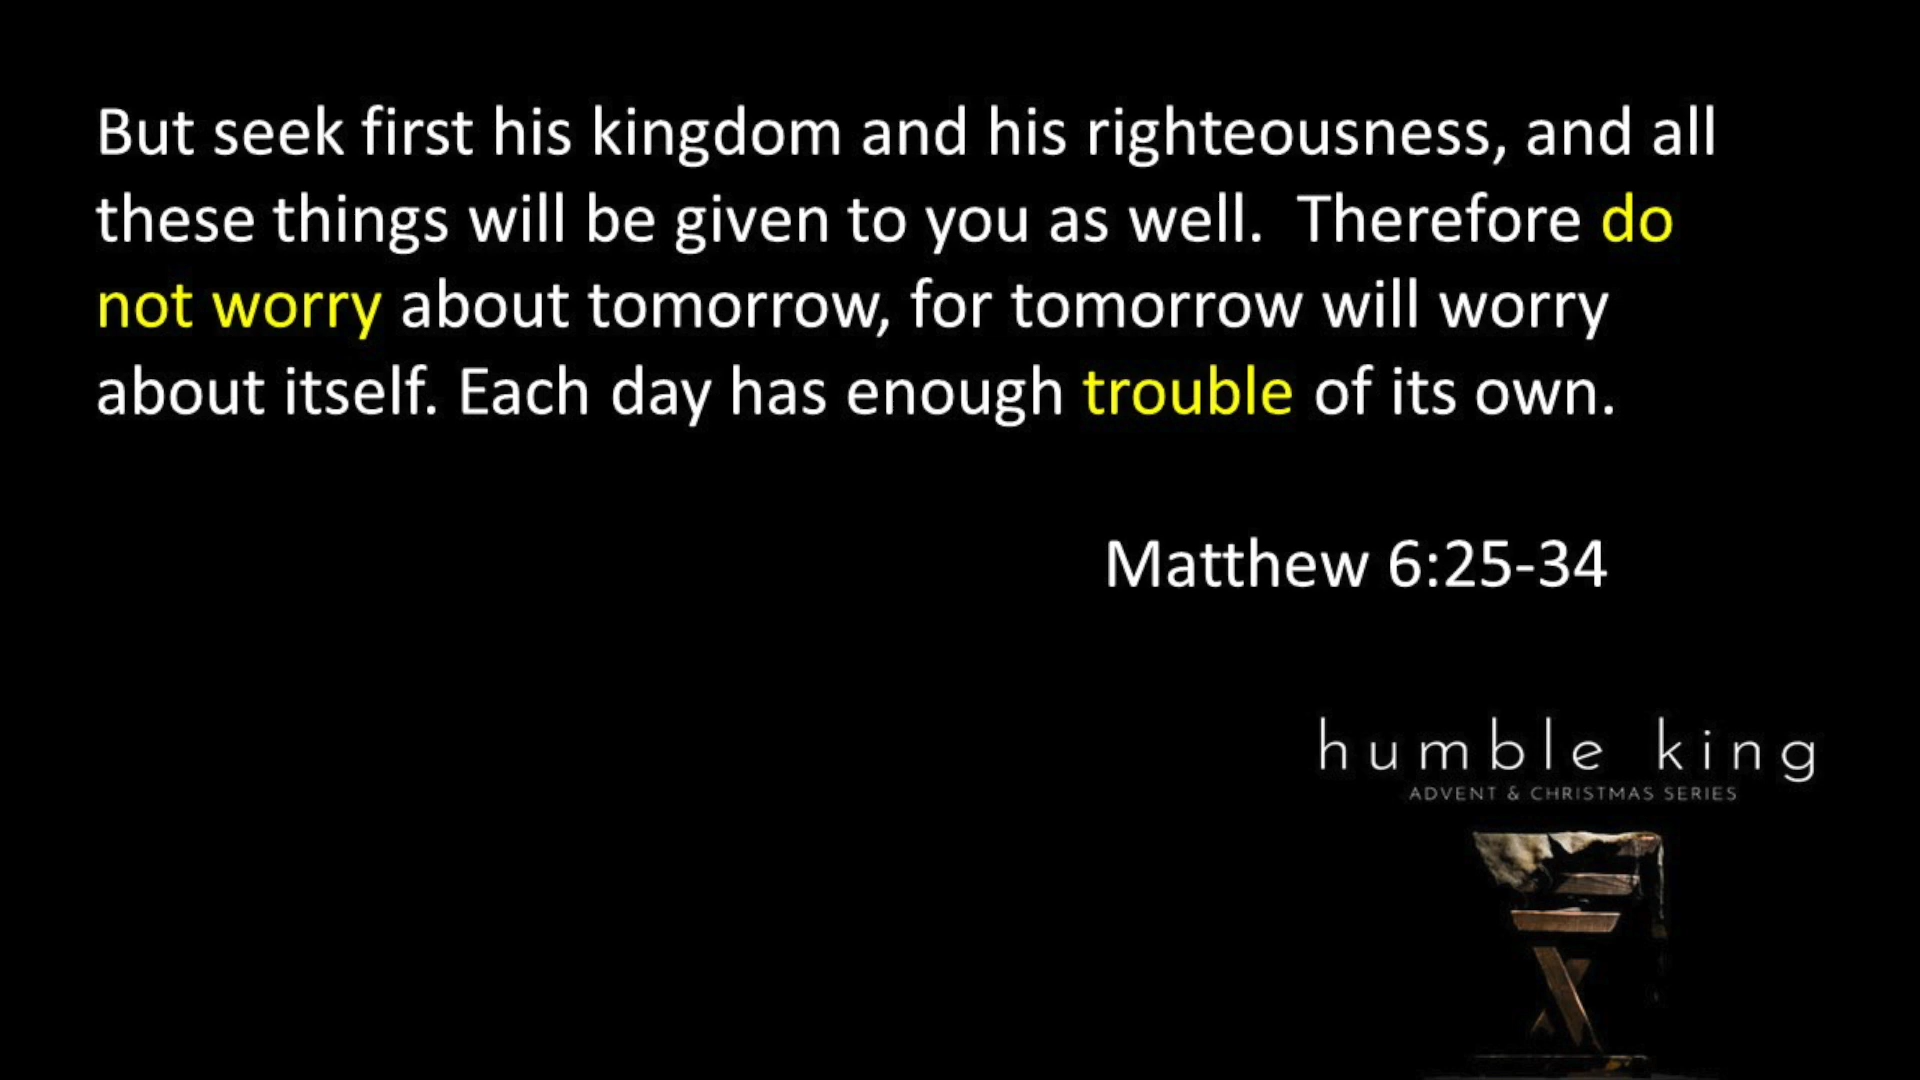 But seek first his kingdom and his righteousness, and all
these things will be given to you as well.  Therefore do
not worry about tomorrow, for tomorrow will worry
about itself. Each day has enough trouble of its own.
Matthew 6:25-34
humble king
ADVENT & CHRISTMAS SERIES